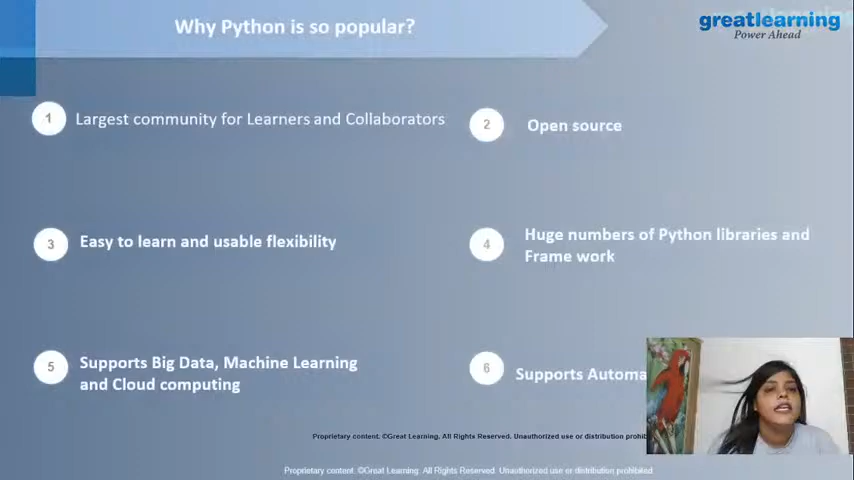 Why Python is so popular?
greatlearning
Power Ahead
1 Largest community for Learners and Collaborators
2 Open source
3 Easy to learn and usable flexibility
4 Huge numbers of Python libraries and
Frame work
5 Supports Big Data, Machine Learning
and Cloud computing
6 Supports
Proprietary content. ©Great Learning. All Rights Reserved. Unauthorized use or distribution
Proprietary content. ©Great Learning. All Rights Reserved. Unauthorized use or distribution prohibited